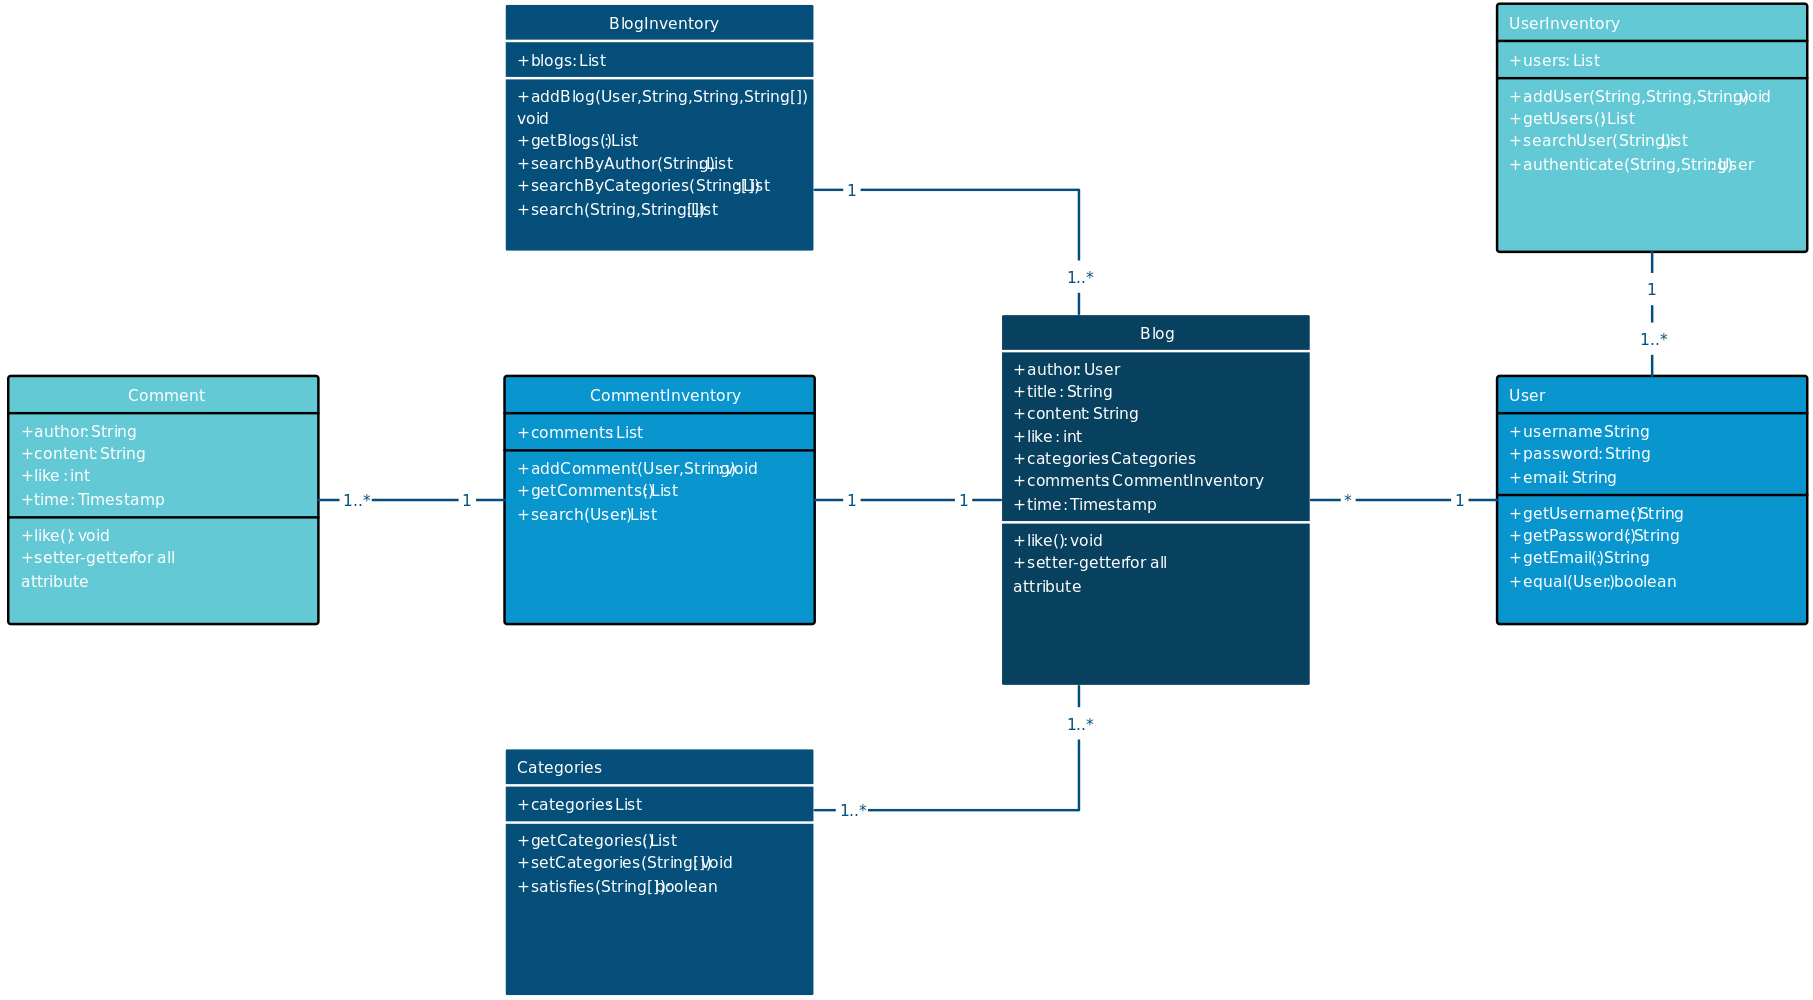 BlogInventory
+blogs: List
+addBlog(User,String,String,String[]) :
void
+getBlogs(): List
+searchByAuthor(String): List
+searchByCategories(String[]): List
+search(String,String[]): List
1
1..*
UserInventory
+users: List
+addUser(String,String,String): void
+getUsers(): List
+searchUser(String): List
+authenticate(String,String): User
1
1..*
Comment
+author: String
+content: String
+like : int
+time : Timestamp
+like(): void
+setter-getter for all
attribute
1..*
1
CommentInventory
+comments: List
+addComment(User,String): void
+getComments(): List
+search(User): List
1
1
Blog
+author: User
+title : String
+content: String
+like : int
+categories: Categories
+comments: CommentInventory
+time : Timestamp
+like(): void
+setter-getter for all
attribute
*
1
User
+username: String
+password: String
+email: String
+getUsername(): String
+getPassword(): String
+getEmail(): String
+equal(User): boolean
1..*
1..*
Categories
+categories: List
+getCategories(): List
+setCategories(String[]): void
+satisfies(String[]): boolean